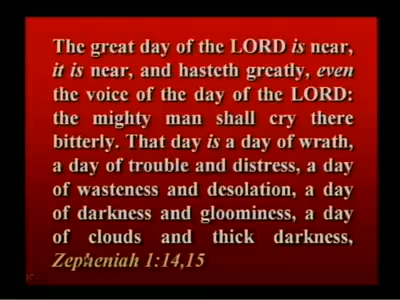 The great day of the LORD is near,
it is near, and hasteth greatly, even
the voice of the day of the LORD:
the mighty man shall cry there
bitterly. That day is a day of wrath,
a day of trouble and distress, a day
of wasteness and desolation, a day
of darkness and gloominess, a day
of clouds and thick darkness,
Zepheniah 1:14,15